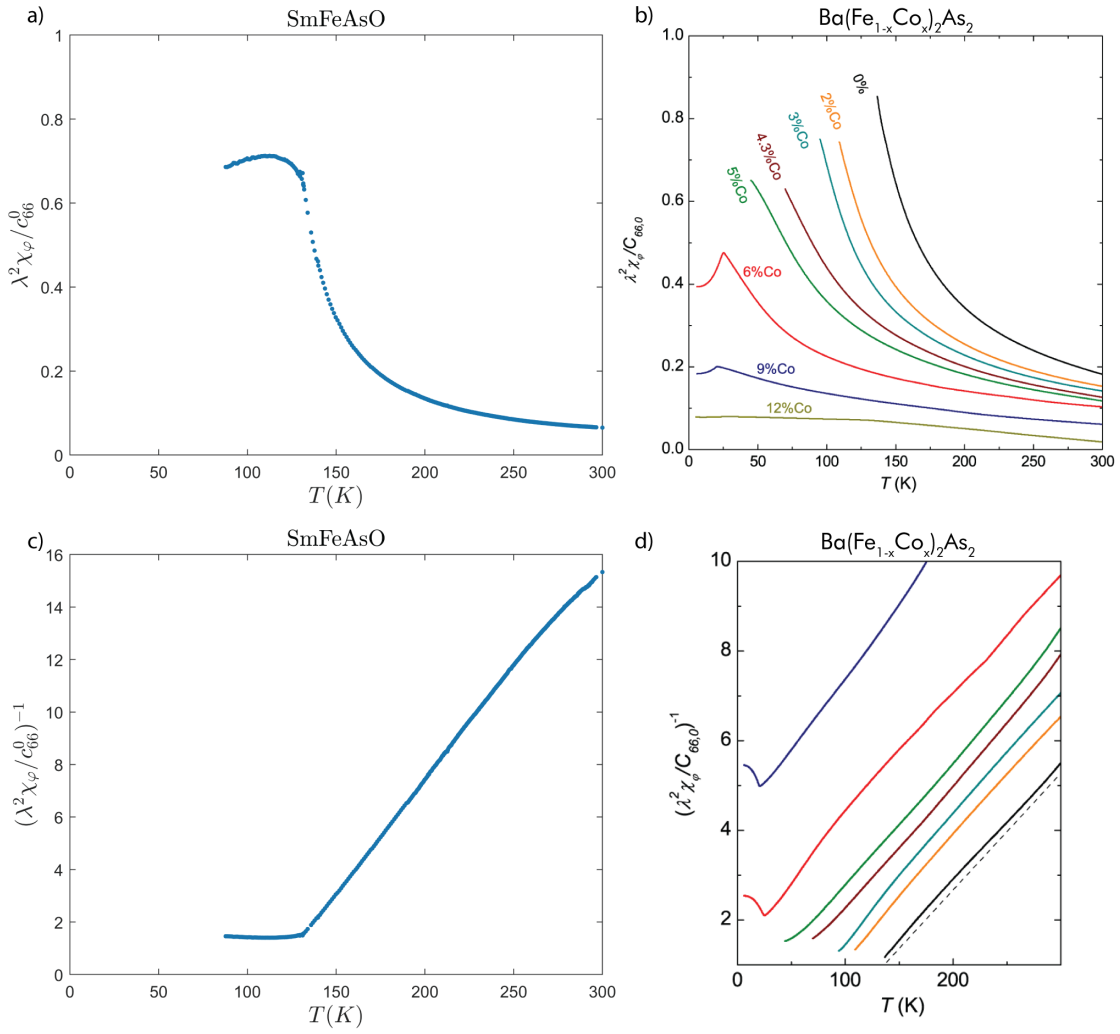 a)
SmFeAsO
1
0.8
0.6
0.4
0.2
0
λ²χφ/c⁰₆₆
0
50
100
150
200
250
300
T(K)
b)
Ba(Fe₁₋ₓCoₓ)₂As₂
1.0
0.8
0.6
0.4
0.2
0.0
λ²χφ/C₆₆,₀
0%
2%Co
3%Co
4.3%Co
5%Co
6%Co
9%Co
12%Co
0
50
100
150
200
250
300
T (K)
c)
SmFeAsO
16
14
12
10
8
6
4
2
0
(λ²χφ/c⁰₆₆)⁻¹
0
50
100
150
200
250
300
T(K)
d)
Ba(Fe₁₋ₓCoₓ)₂As₂
10
8
6
4
2
(λ²χφ/C₆₆,₀)⁻¹
0
100
200
T (K)